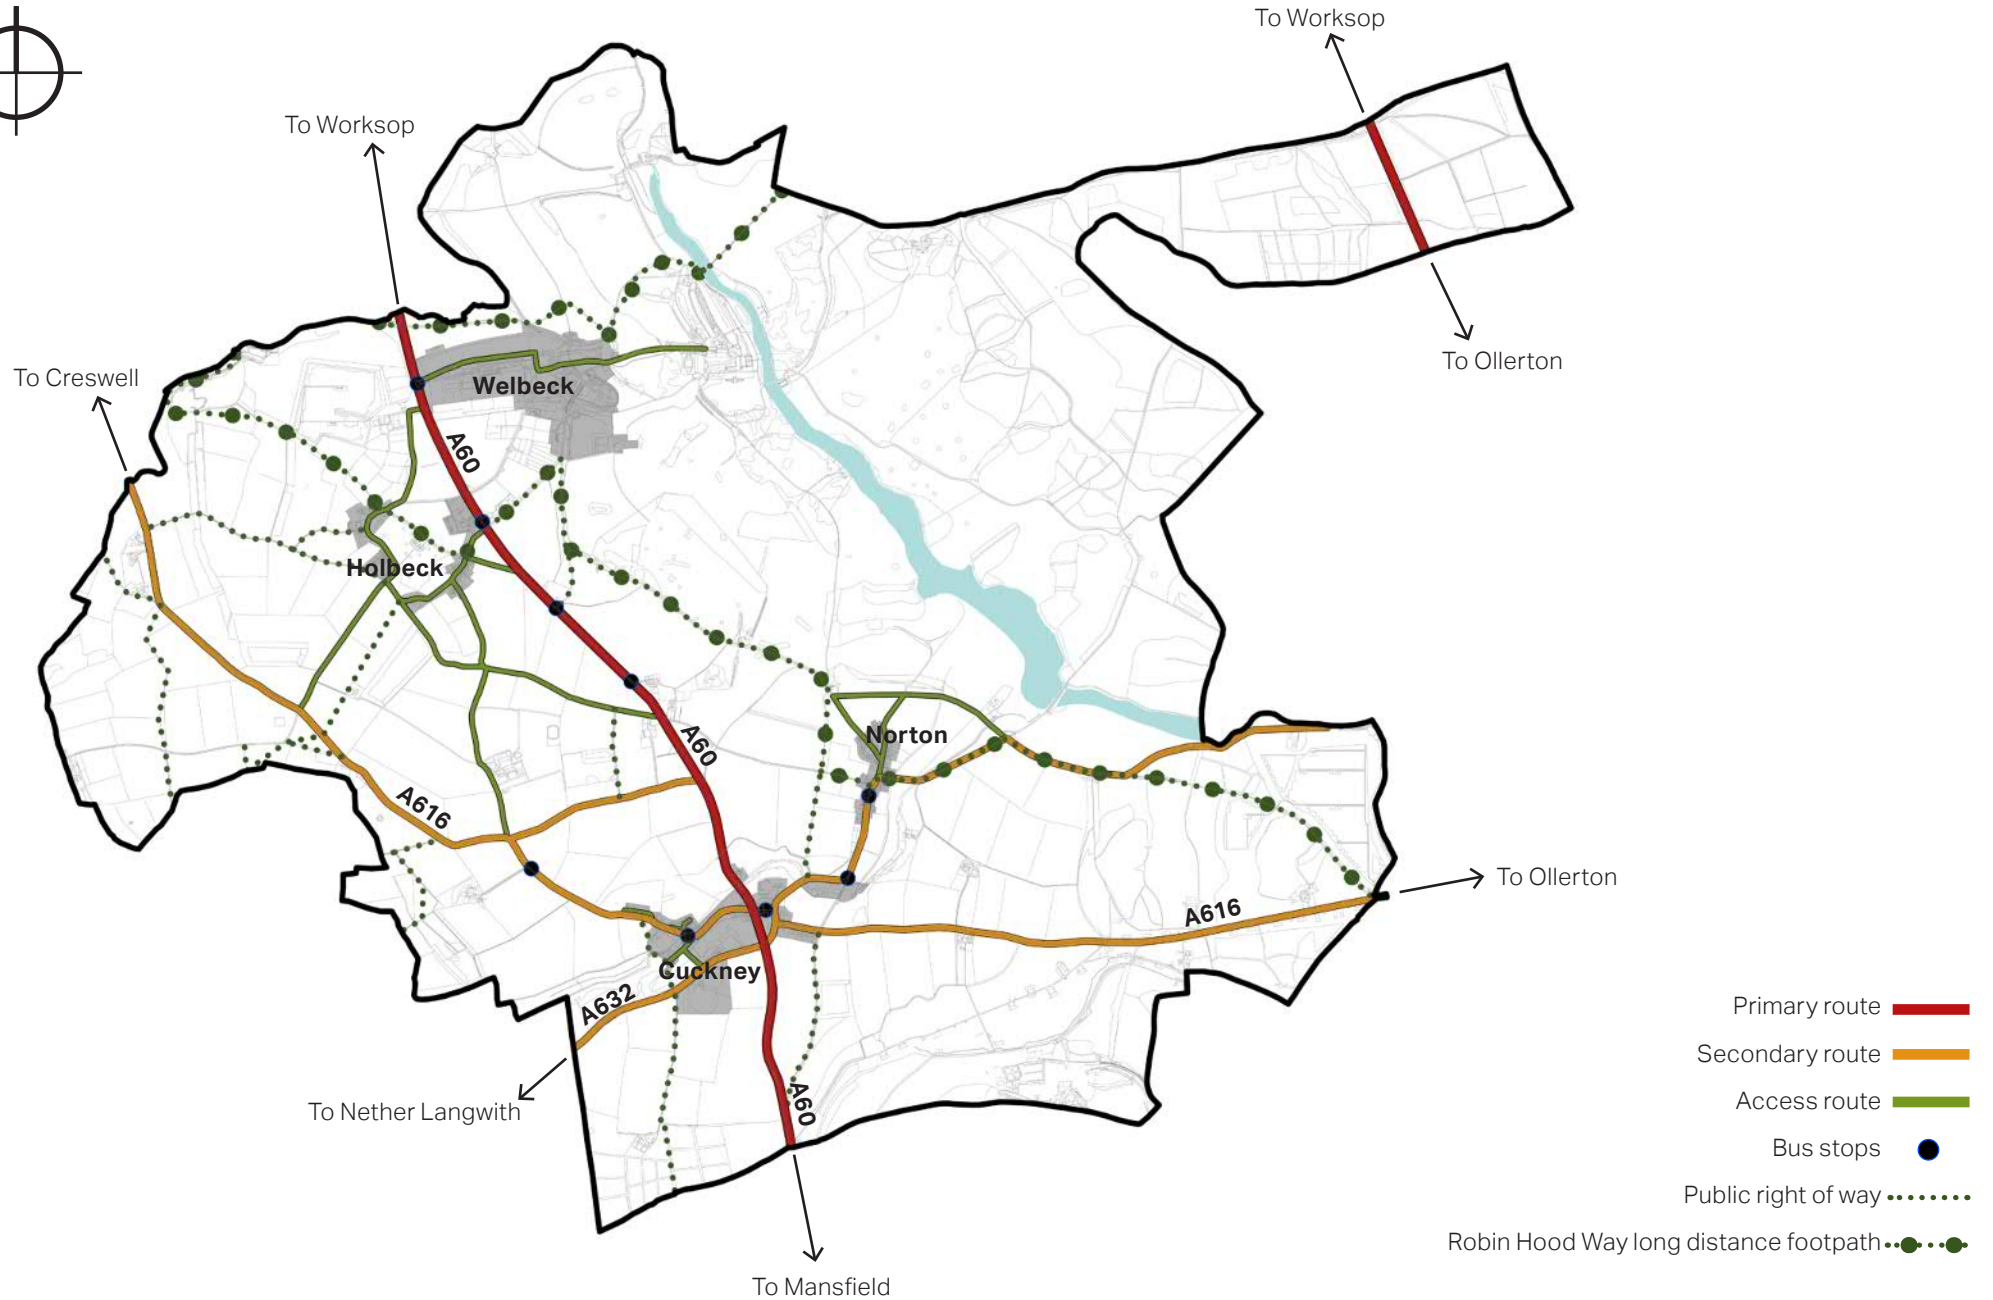 To Worksop
To Worksop
To Creswell
To Ollerton
Welbeck
A60
Holbeck
A60
Norton
A616
To Ollerton
A616
Cuckney
A632
To Nether Langwith
A60
To Mansfield
Primary route
Secondary route
Access route
Bus stops
Public right of way
Robin Hood Way long distance footpath